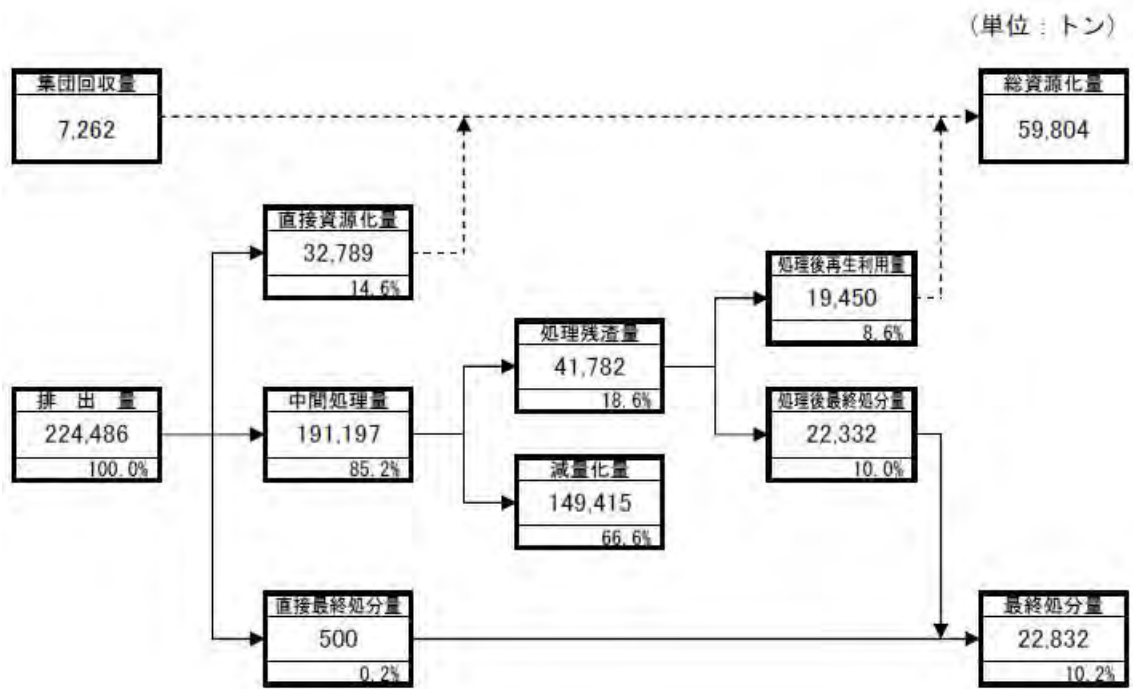 （単位：トン）
集団回収量
7,262
総資源化量
59,804
直接資源化量
32,789
14.6%
処理後再生利用量
19,450
8.6%
処理残渣量
41,782
18.6%
排　出　量
224,486
100.0%
中間処理量
191,197
85.2%
処理後最終処分量
22,332
10.0%
減量化量
149,415
66.6%
直接最終処分量
500
0.2%
最終処分量
22,832
10.2%